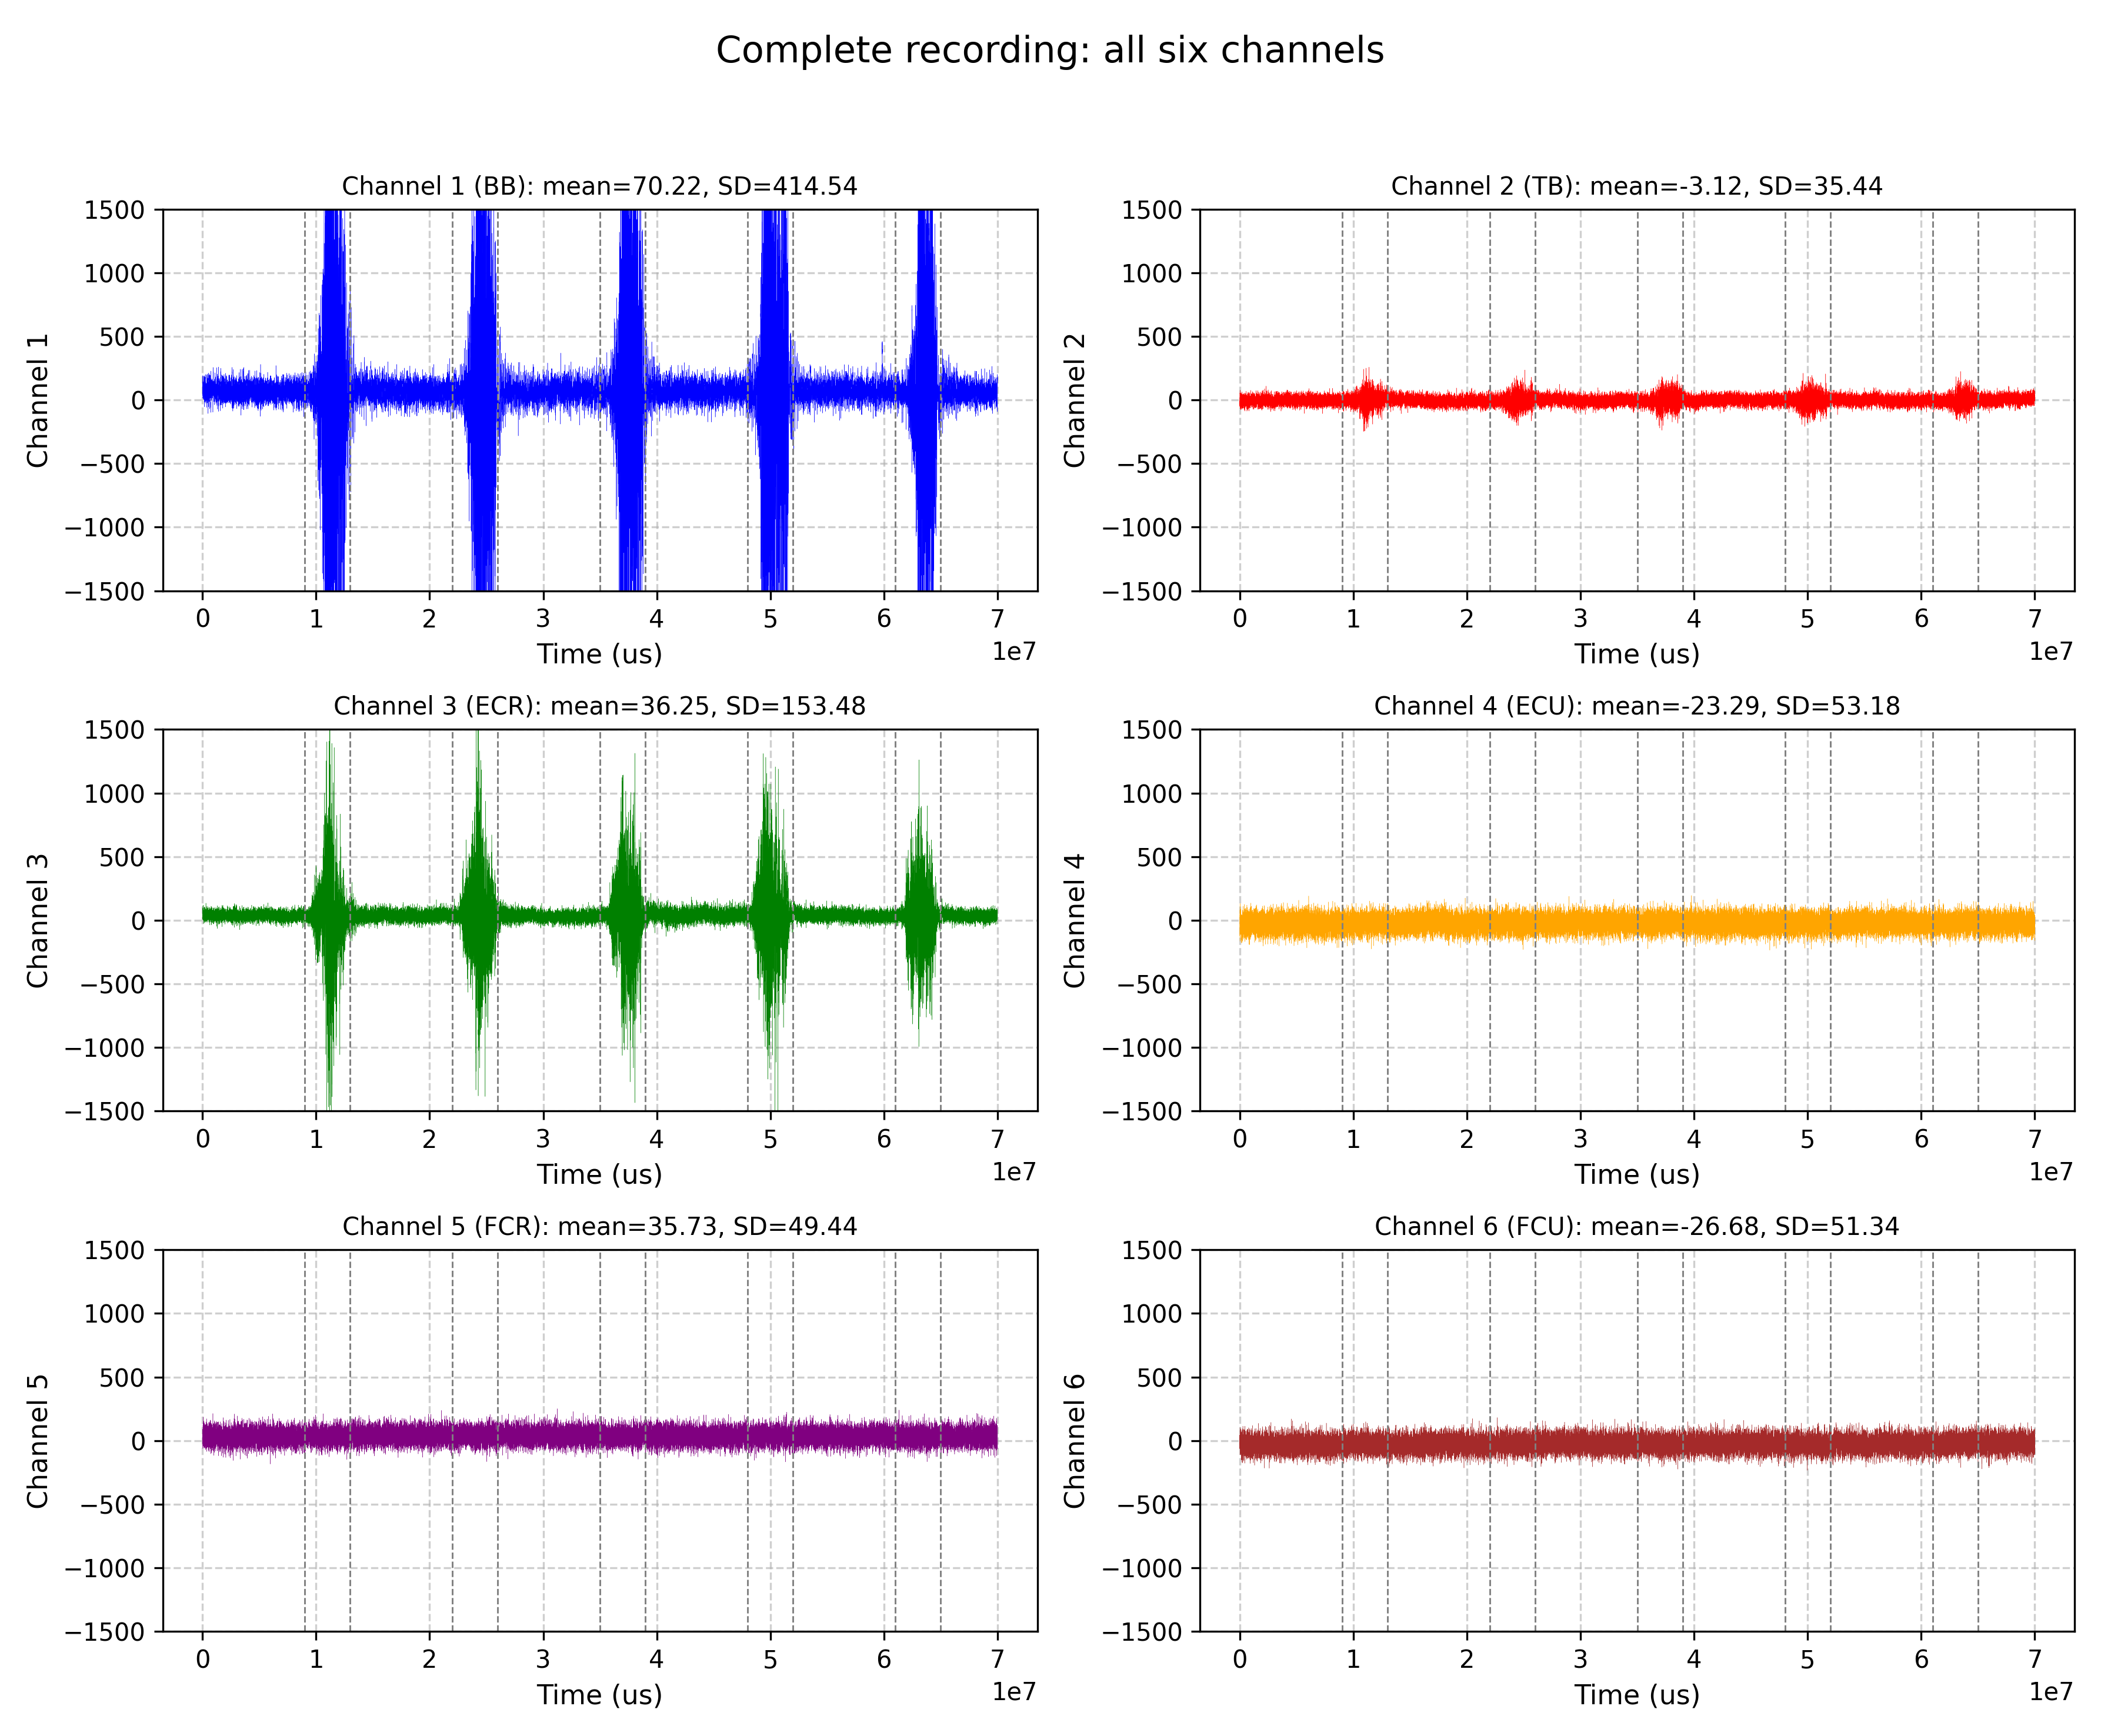 Complete recording: all six channels
Channel 1 (BB): mean=70.22, SD=414.54
1500
1000
500
0
−500
−1000
−1500
Channel 1
0 1 2 3 4 5 6 7
1e7
Time (us)
Channel 2 (TB): mean=-3.12, SD=35.44
1500
1000
500
0
−500
−1000
−1500
Channel 2
0 1 2 3 4 5 6 7
1e7
Time (us)
Channel 3 (ECR): mean=36.25, SD=153.48
1500
1000
500
0
−500
−1000
−1500
Channel 3
0 1 2 3 4 5 6 7
1e7
Time (us)
Channel 4 (ECU): mean=-23.29, SD=53.18
1500
1000
500
0
−500
−1000
−1500
Channel 4
0 1 2 3 4 5 6 7
1e7
Time (us)
Channel 5 (FCR): mean=35.73, SD=49.44
1500
1000
500
0
−500
−1000
−1500
Channel 5
0 1 2 3 4 5 6 7
1e7
Time (us)
Channel 6 (FCU): mean=-26.68, SD=51.34
1500
1000
500
0
−500
−1000
−1500
Channel 6
0 1 2 3 4 5 6 7
1e7
Time (us)